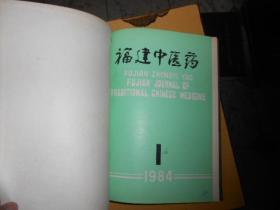 福建中医药
FUJIAN ZHONGYI YAO
FUJIAN JOURNAL OF
TRADITIONAL CHINESE MEDICINE
1
1984